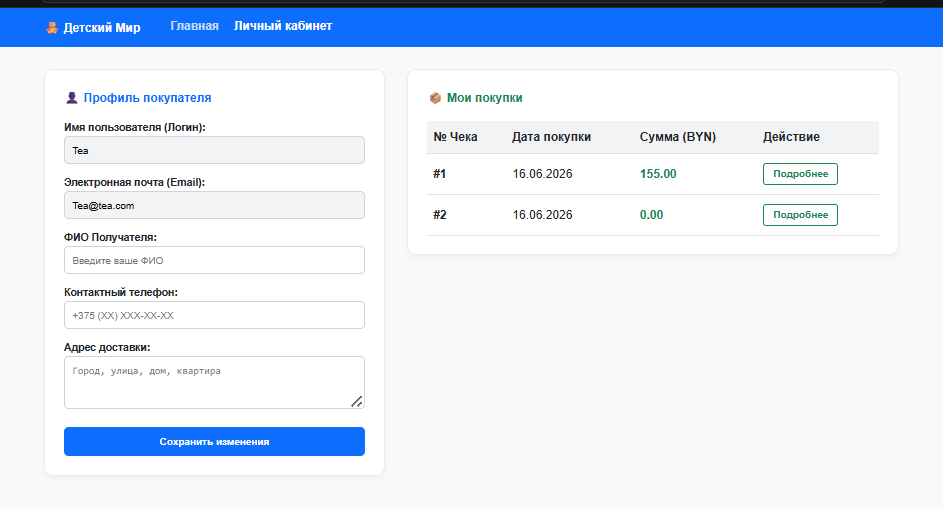 Детский Мир Главная Личный кабинет
Профиль покупателя
Имя пользователя (Логин):
Tea
Электронная почта (Email):
Tea@tea.com
ФИО Получателя:
Введите ваше ФИО
Контактный телефон:
+375 (XX) XXX-XX-XX
Адрес доставки:
Город, улица, дом, квартира
Сохранить изменения
Мои покупки
№ Чека Дата покупки Сумма (BYN) Действие
#1 16.06.2026 155.00 Подробнее
#2 16.06.2026 0.00 Подробнее